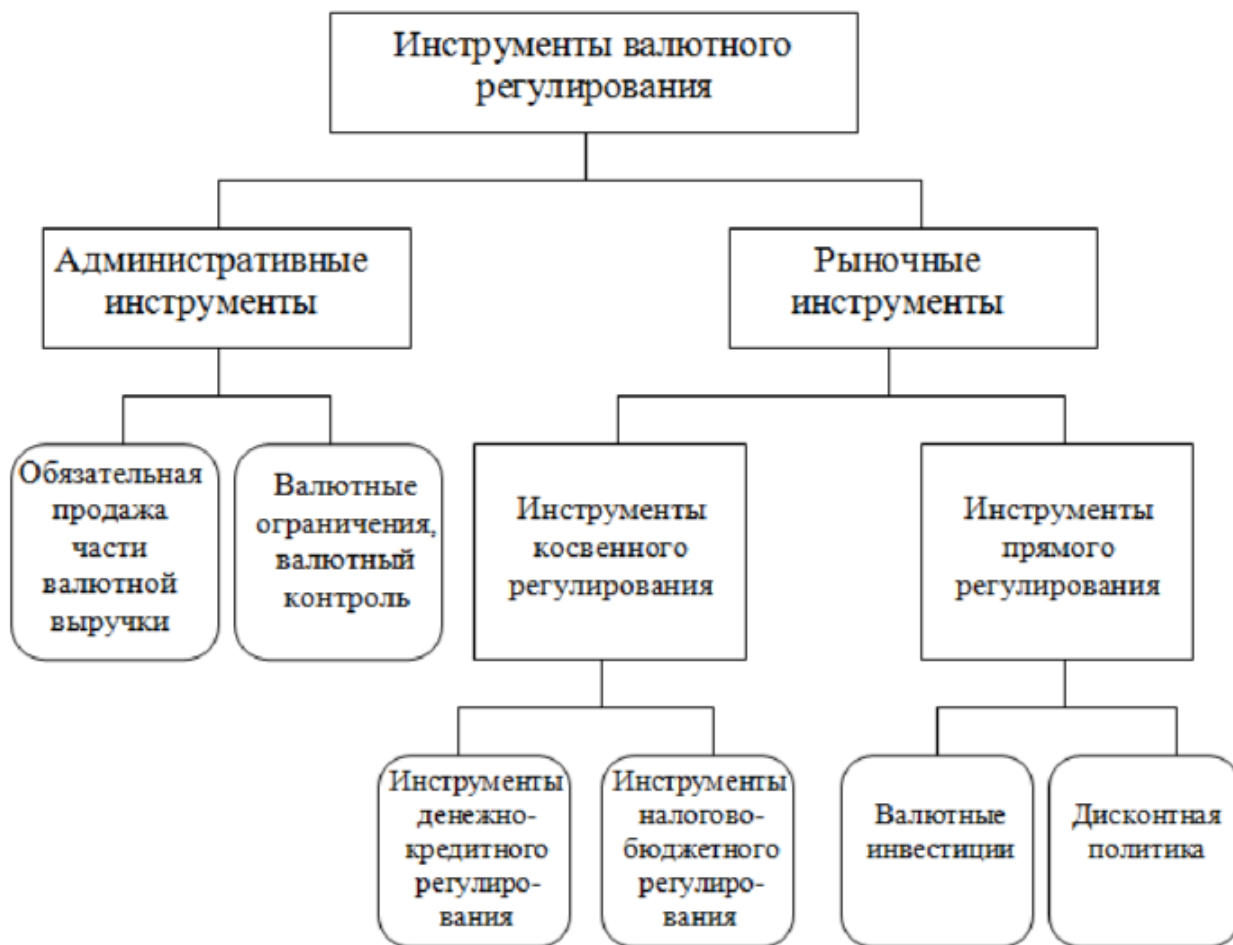 Инструменты валютного
регулирования
Административные
инструменты
Рыночные
инструменты
Обязательная
продажа
части
валютной
выручки
Валютные
ограничения,
валютный
контроль
Инструменты
косвенного
регулирования
Инструменты
прямого
регулирования
Инструменты
денежно-
кредитного
регулиро-
вания
Инструменты
налогово-
бюджетного
регулиро-
вания
Валютные
инвестиции
Дисконтная
политика